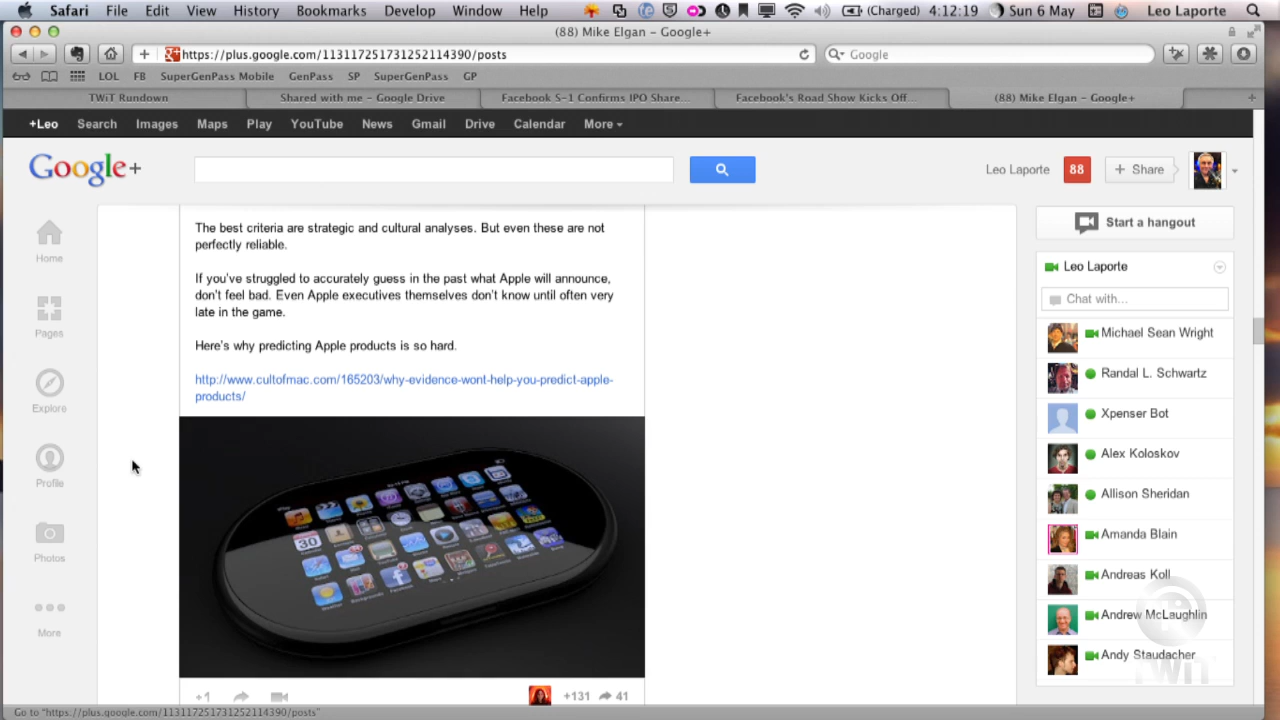 Safari File Edit View History Bookmarks Develop Window Help (Charged) 4:12:19 Sun 6 May Leo Laporte
(88) Mike Elgan – Google+
https://plus.google.com/113117251731252114390/posts Google
LOL FB SuperGenPass Mobile GenPass SP SuperGenPass GP
TWiT Rundown Shared with me – Google Drive Facebook S-1 Confirms IPO Share... Facebook's Road Show Kicks Off... (88) Mike Elgan – Google+
+Leo Search Images Maps Play YouTube News Gmail Drive Calendar More
Google+ Leo Laporte 88 + Share
Home
Pages
Explore
Profile
Photos
More
The best criteria are strategic and cultural analyses. But even these are not
perfectly reliable.
If you've struggled to accurately guess in the past what Apple will announce,
don't feel bad. Even Apple executives themselves don't know until often very
late in the game.
Here's why predicting Apple products is so hard.
http://www.cultofmac.com/165203/why-evidence-wont-help-you-predict-apple-
products/
30
+1 +131 41
Start a hangout
Leo Laporte
Chat with...
Michael Sean Wright
Randal L. Schwartz
Xpenser Bot
Alex Koloskov
Allison Sheridan
Amanda Blain
Andreas Koll
Andrew McLaughlin
Andy Staudacher
TWiT
Go to "https://plus.google.com/113117251731252114390/posts"